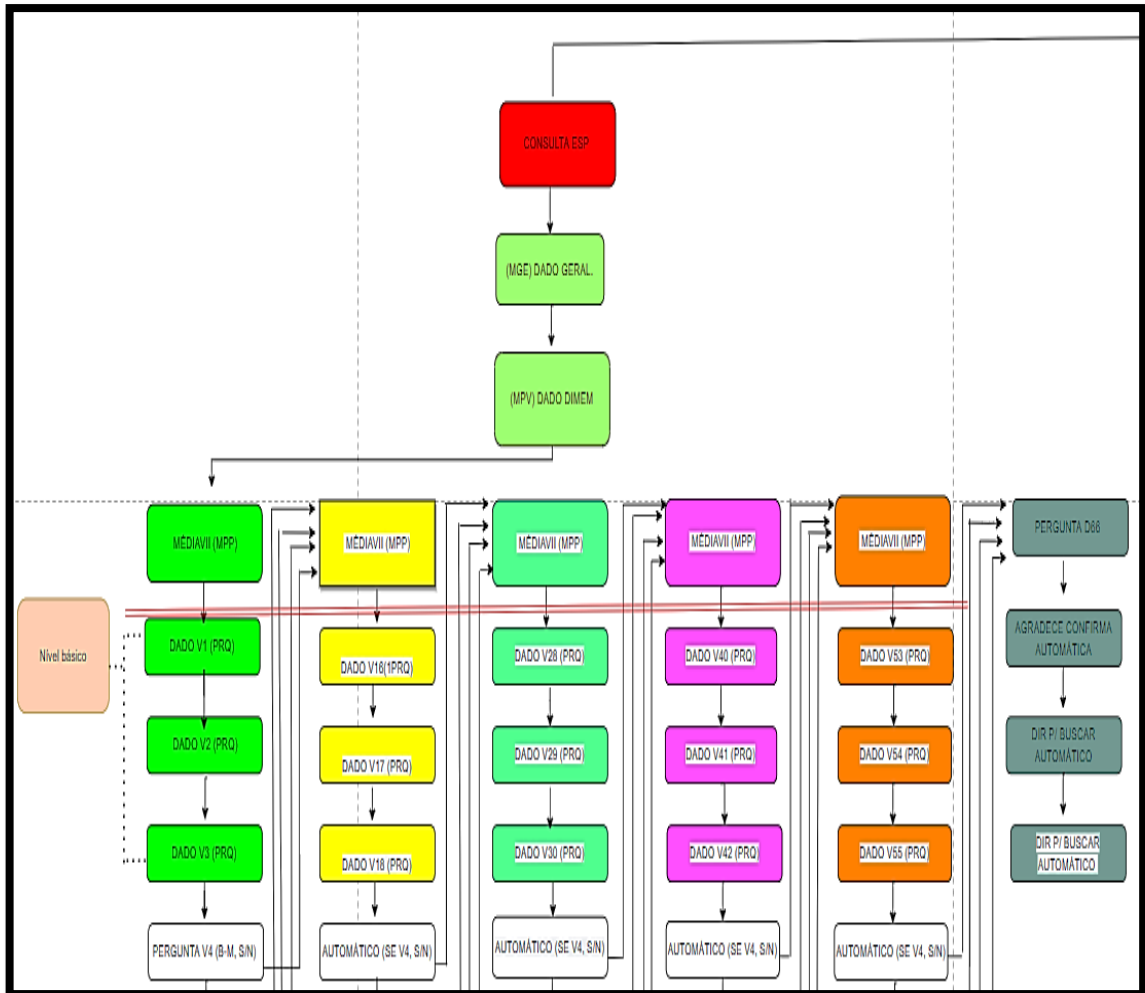 CONSULTA ESP
(MGE) DADO GERAL.
(MPV) DADO DIMEM
MÉDIAVII (MPP)
MÉDIAVII (MPP)
MÉDIAVII (MPP)
MÉDIAVII (MPP)
MÉDIAVII (MPP)
PERGUNTA D66
Nível básico
DADO V1 (PRQ)
DADO V16(1PRQ)
DADO V28 (PRQ)
DADO V40 (PRQ)
DADO V53 (PRQ)
AGRADECE CONFIRMA
AUTOMÁTICA
DADO V2 (PRQ)
DADO V17 (PRQ)
DADO V29 (PRQ)
DADO V41 (PRQ)
DADO V54 (PRQ)
DIR P/ BUSCAR
AUTOMÁTICO
DADO V3 (PRQ)
DADO V18 (PRQ)
DADO V30 (PRQ)
DADO V42 (PRQ)
DADO V55 (PRQ)
DIR P/ BUSCAR
AUTOMÁTICO
PERGUNTA V4 (B-M, S/N)
AUTOMÁTICO (SE V4, S/N)
AUTOMÁTICO (SE V4, S/N)
AUTOMÁTICO (SE V4, S/N)
AUTOMÁTICO (SE V4, S/N)